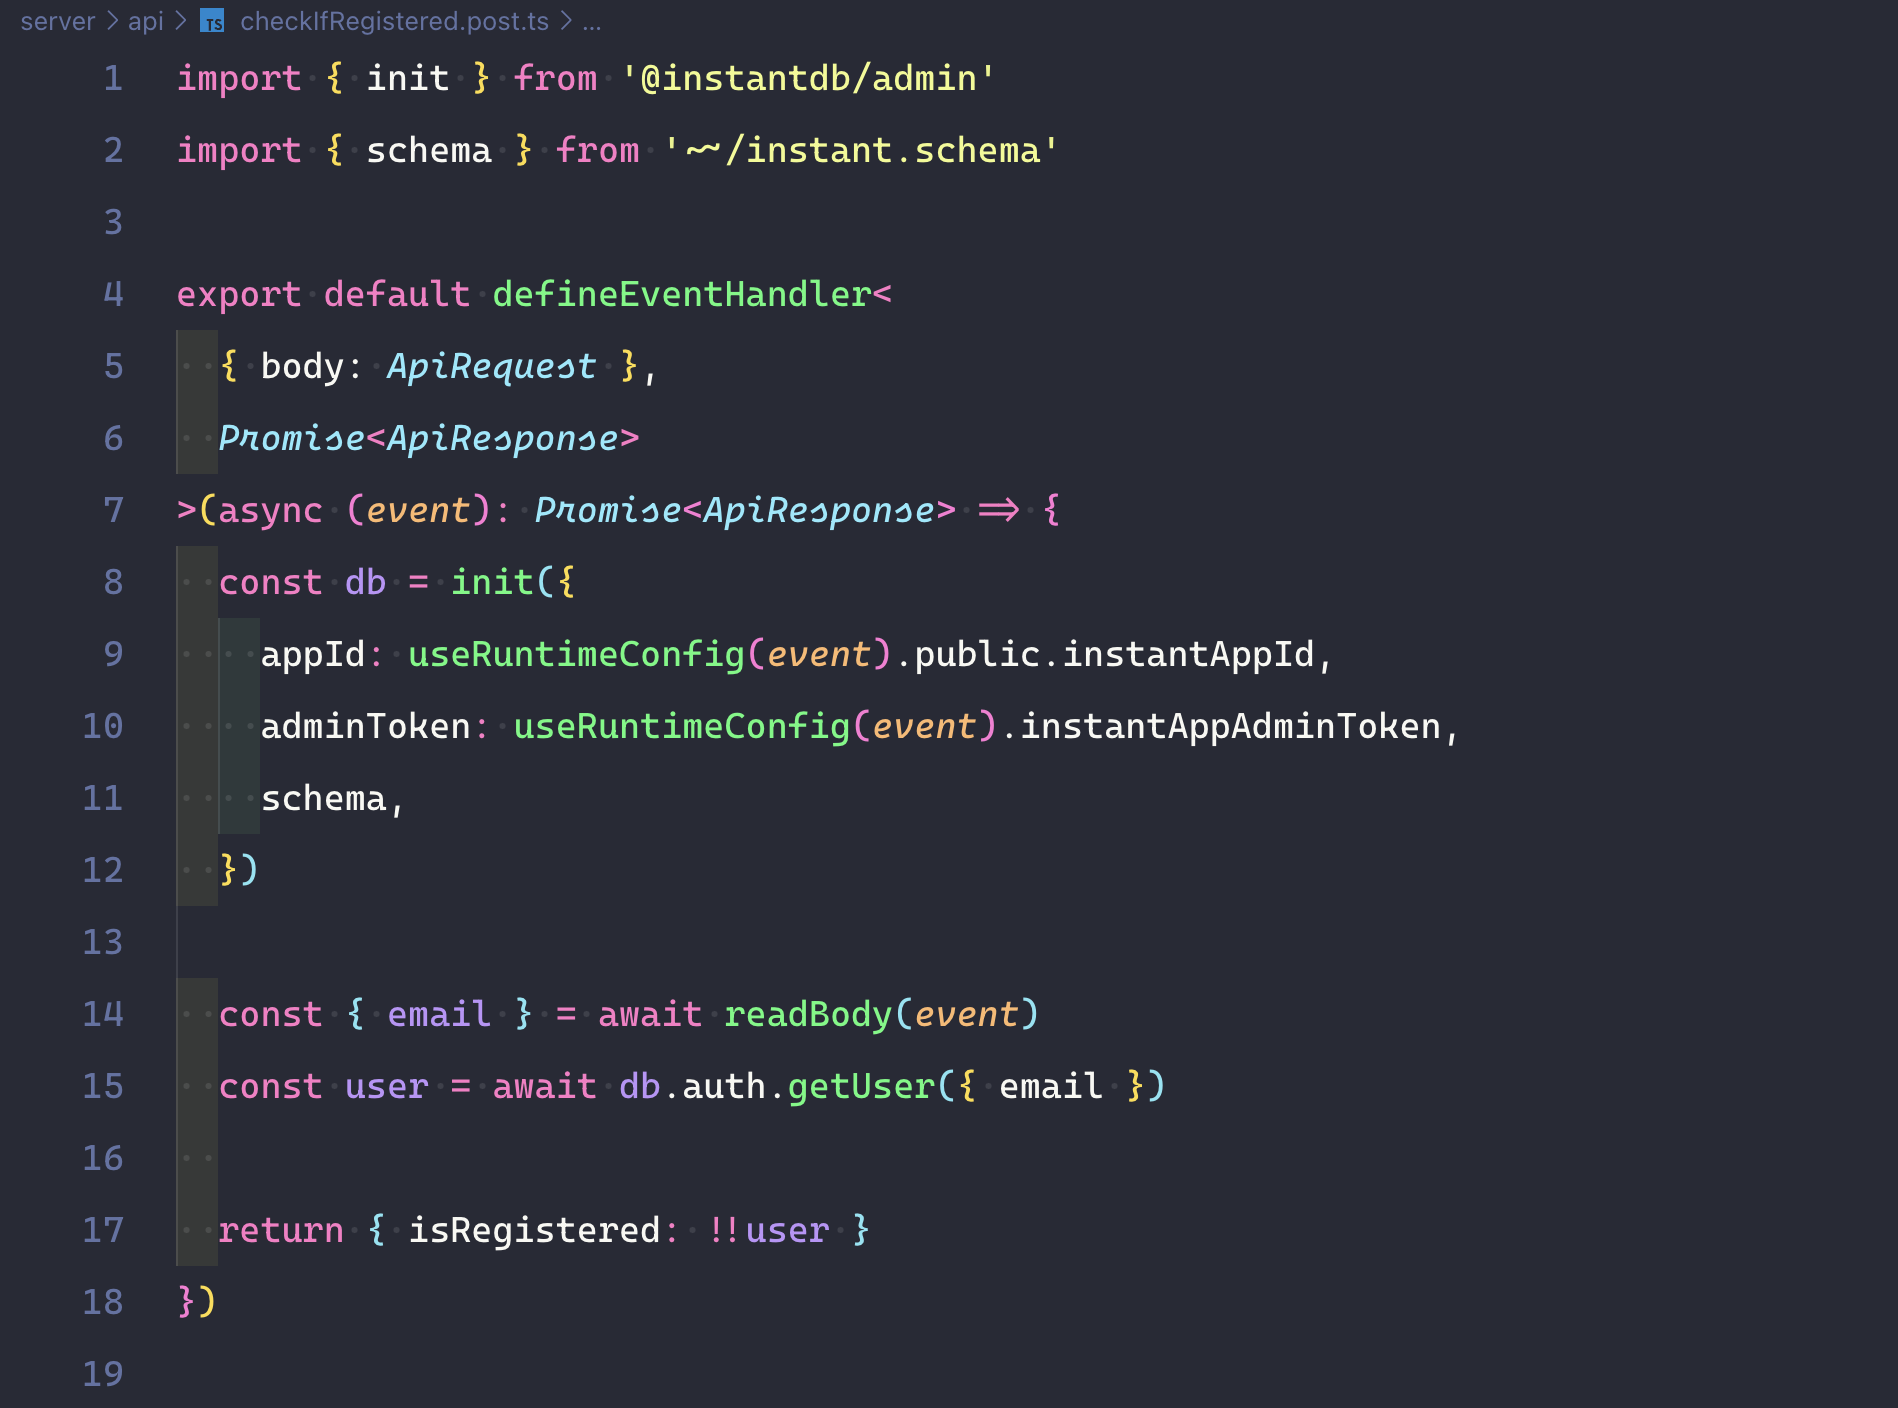 server > api > TS checkIfRegistered.post.ts > ...
1 import { init } from '@instantdb/admin'
2 import { schema } from '~~/instant.schema'
3
4 export default defineEventHandler<
5   { body: ApiRequest },
6   Promise<ApiResponse>
7 >(async (event): Promise<ApiResponse> => {
8   const db = init({
9     appId: useRuntimeConfig(event).public.instantAppId,
10     adminToken: useRuntimeConfig(event).instantAppAdminToken,
11     schema,
12   })
13
14   const { email } = await readBody(event)
15   const user = await db.auth.getUser({ email })
16
17   return { isRegistered: !!user }
18 })
19